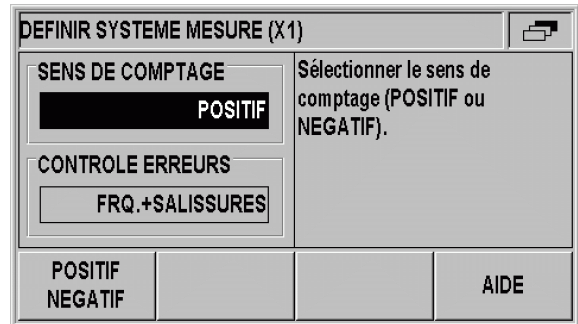 DEFINIR SYSTEME MESURE (X1)
SENS DE COMPTAGE
POSITIF
CONTROLE ERREURS
FRQ.+SALISSURES
Sélectionner le sens de
comptage (POSITIF ou
NEGATIF).
POSITIF
NEGATIF
AIDE